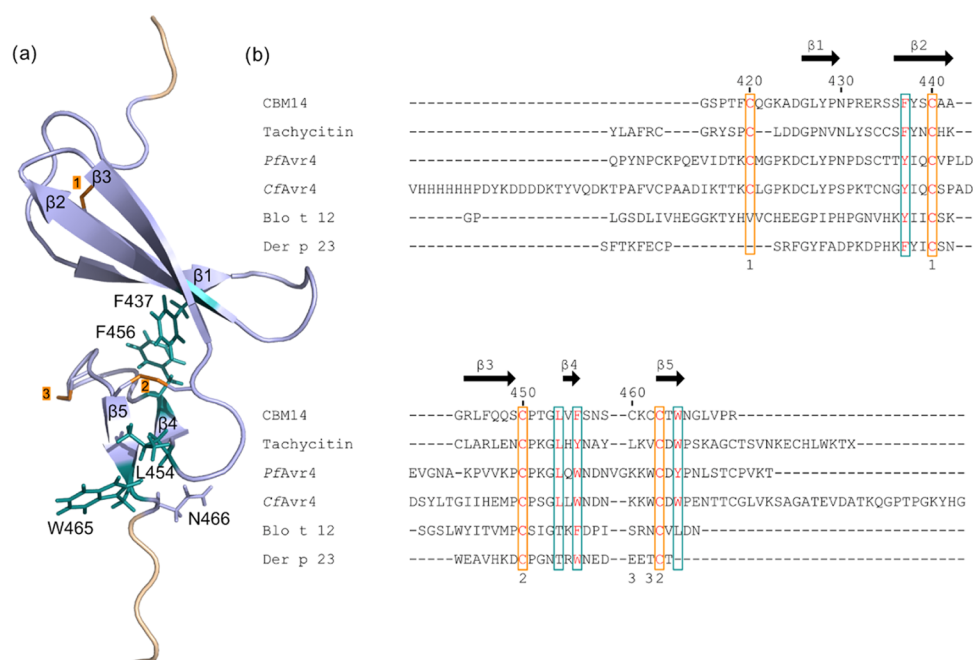 (a)
1
β3
β2
β1
F437
F456
3
2
β5
β4
L454
W465
N466
(b)
β1 β2
420 430 440
CBM14 --------------------------------GSPTFCQGKADGLYPNPRERSSFYSCAA--
Tachycitin ----------------------YLAFRC----GRYSPC--LDDGPNVNLYSCCSFYNCHK--
PfAvr4 ----------------------QPYNPCKPQEVIDTKCMGPKDCLYPNPDSCTTYIQCVPLD
CfAvr4 VHHHHHHPDYKDDDDKTYVQDKTPAFVCPAADIKTTKCLGPKDCLYPSPKTCNGYIQCSPAD
Blo t 12 ------GP--------------LGSDLIVHEGGKTYHVVCHEEGPIPHPGNVHKYIICSK--
Der p 23 ---------------------SFTKFECP-----------SRFGYFADPKDPHKFYICSN--
1 1
β3 β4 β5
450 460
CBM14 -----GRLFQQSCPTGLVFSNS--CKCCTWNGLVPR--------------------------
Tachycitin -----CLARLENCPKGLHYNAY--LKVCDWPSKAGCTSVNKECHLWKTX-------------
PfAvr4 EVGNA-KPVVKPCPKGLQWNDNVGKKWCDYPNLSTCPVKT----------------------
CfAvr4 DSYLTGIIHEMPCPSGLLWNDN--KKWCDWPENTTCGLVKSAGATEVDATKQGPTPGKYHG
Blo t 12 -SGSLWYITVMPCSIGTKFDPI--SRNCVLDN------------------------------
Der p 23 -----WEAVHKDCPGNTRWNED--EETCT---------------------------------
2 3 3 2